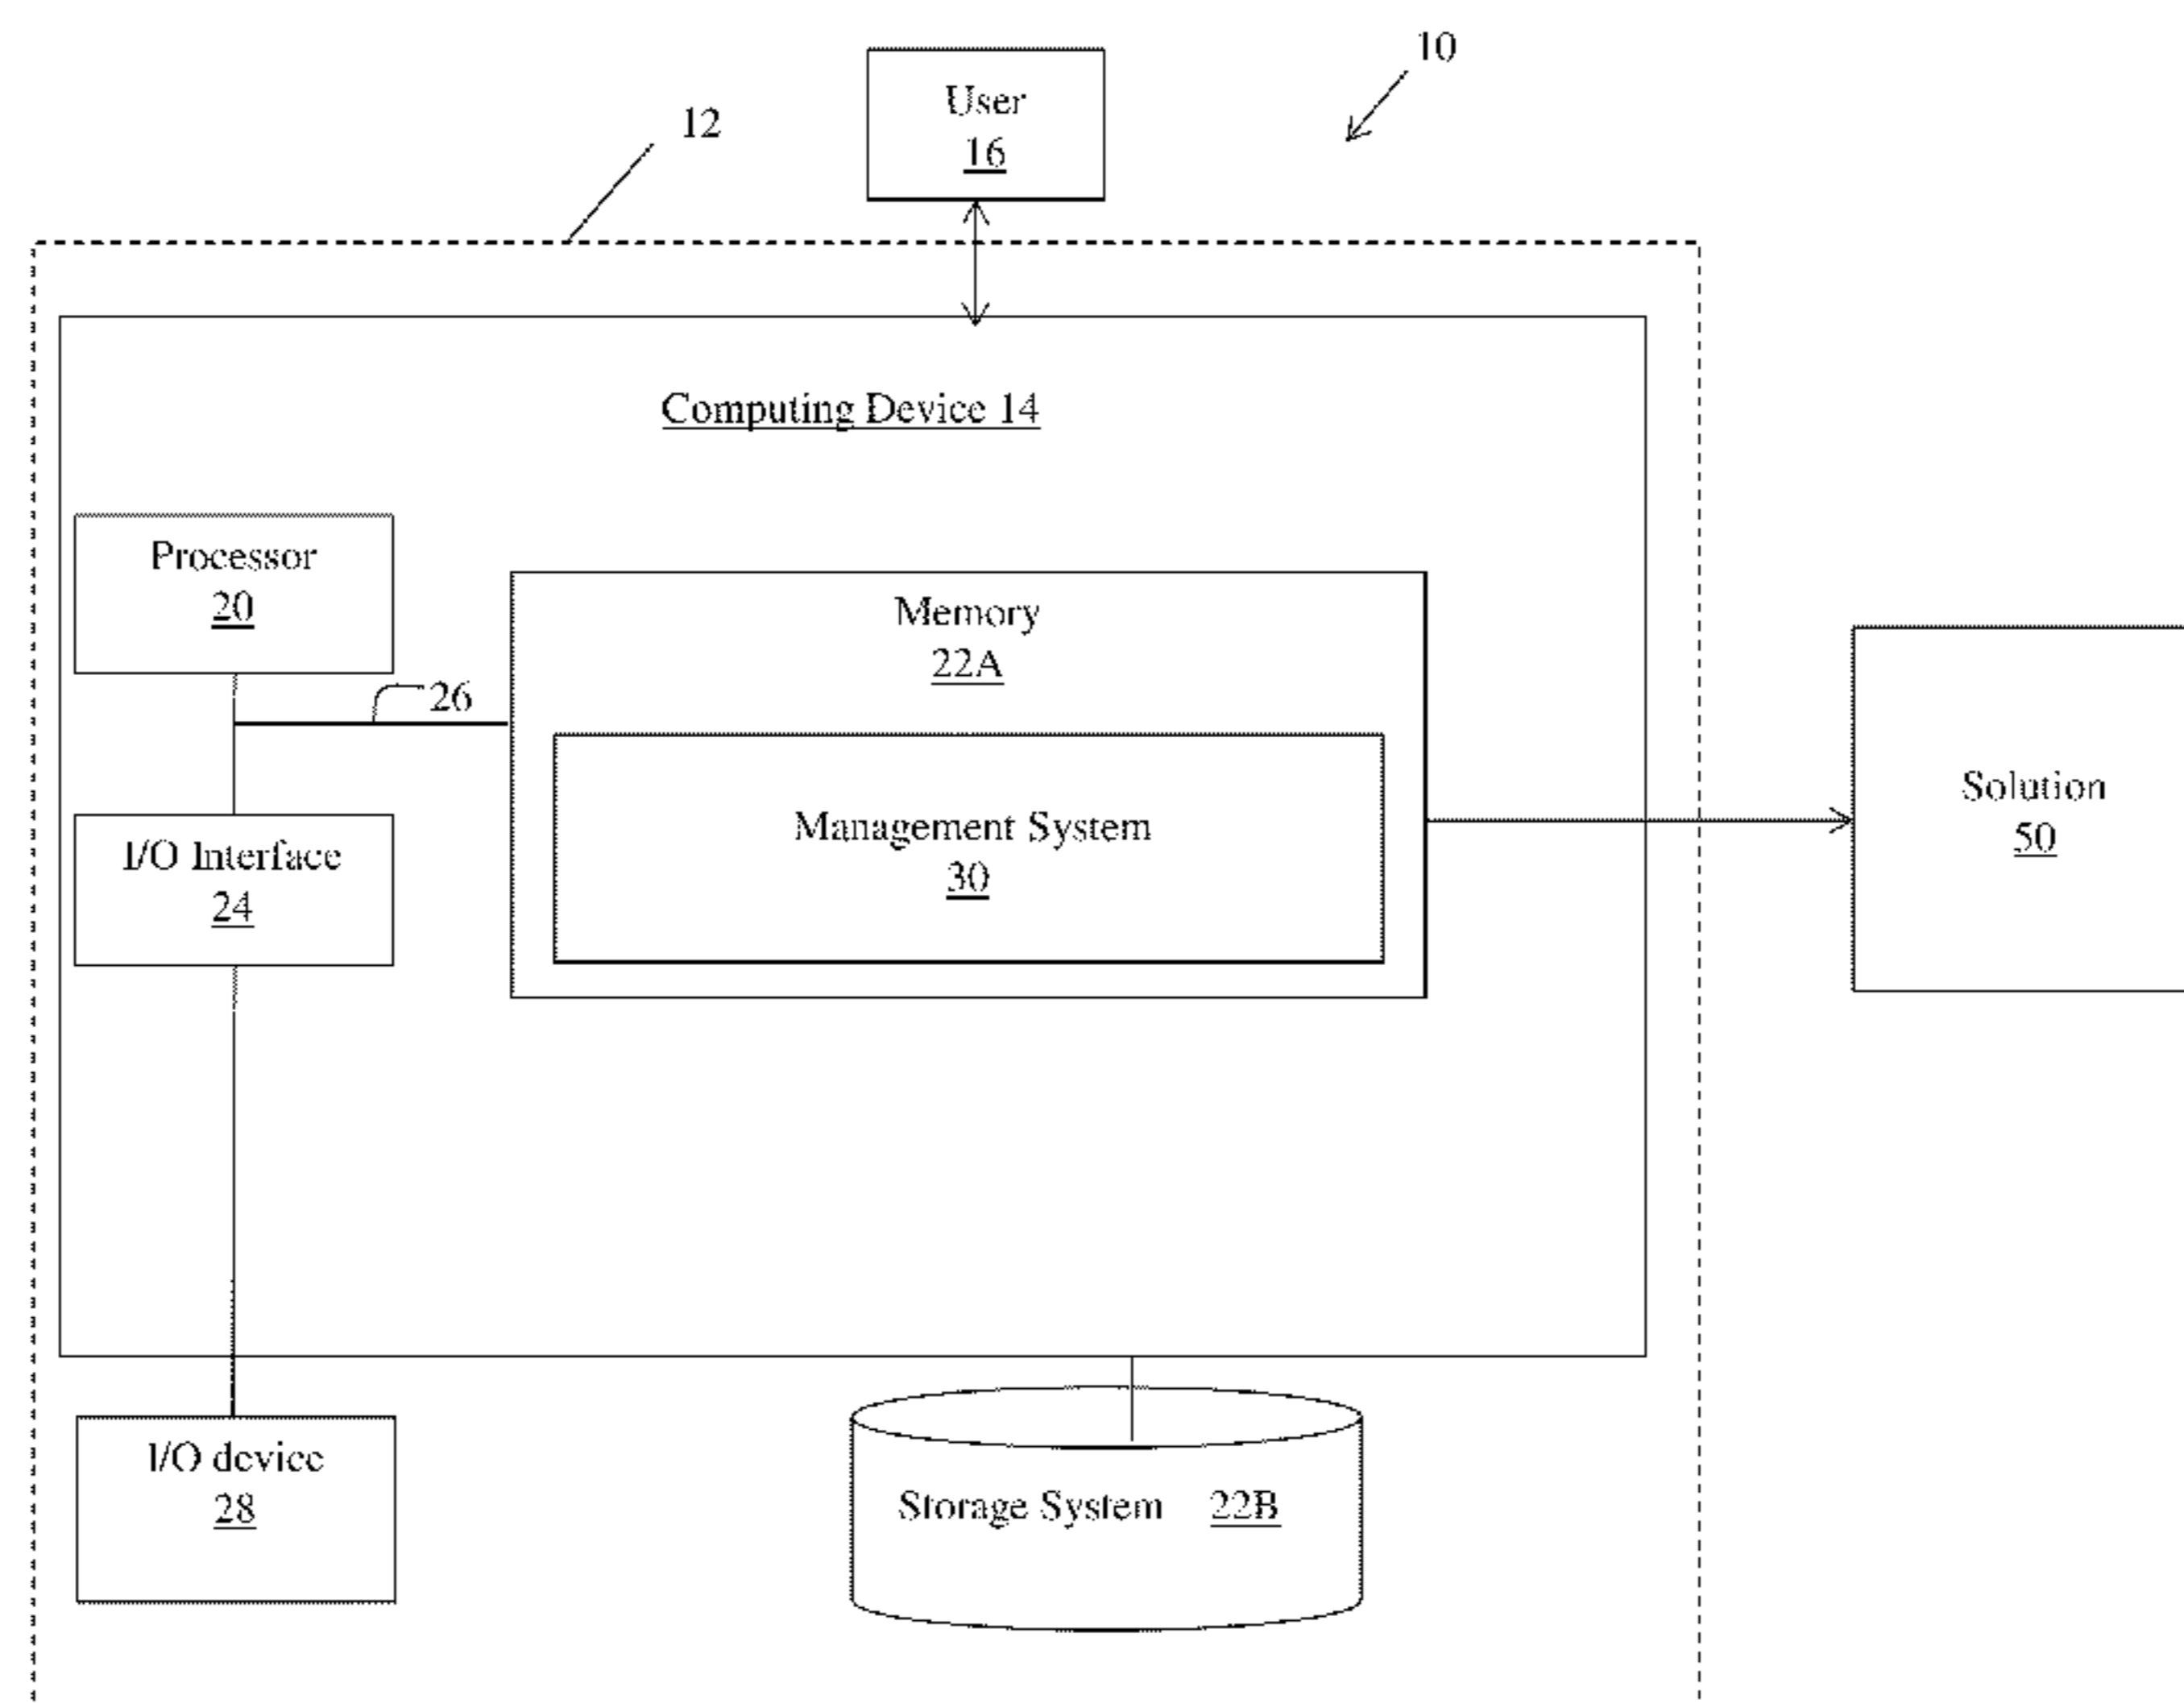 10
User
16
12
Computing Device 14
Processor
20
Memory
22A
26
Management System
30
I/O Interface
24
Solution
50
I/O device
28
Storage System 22B